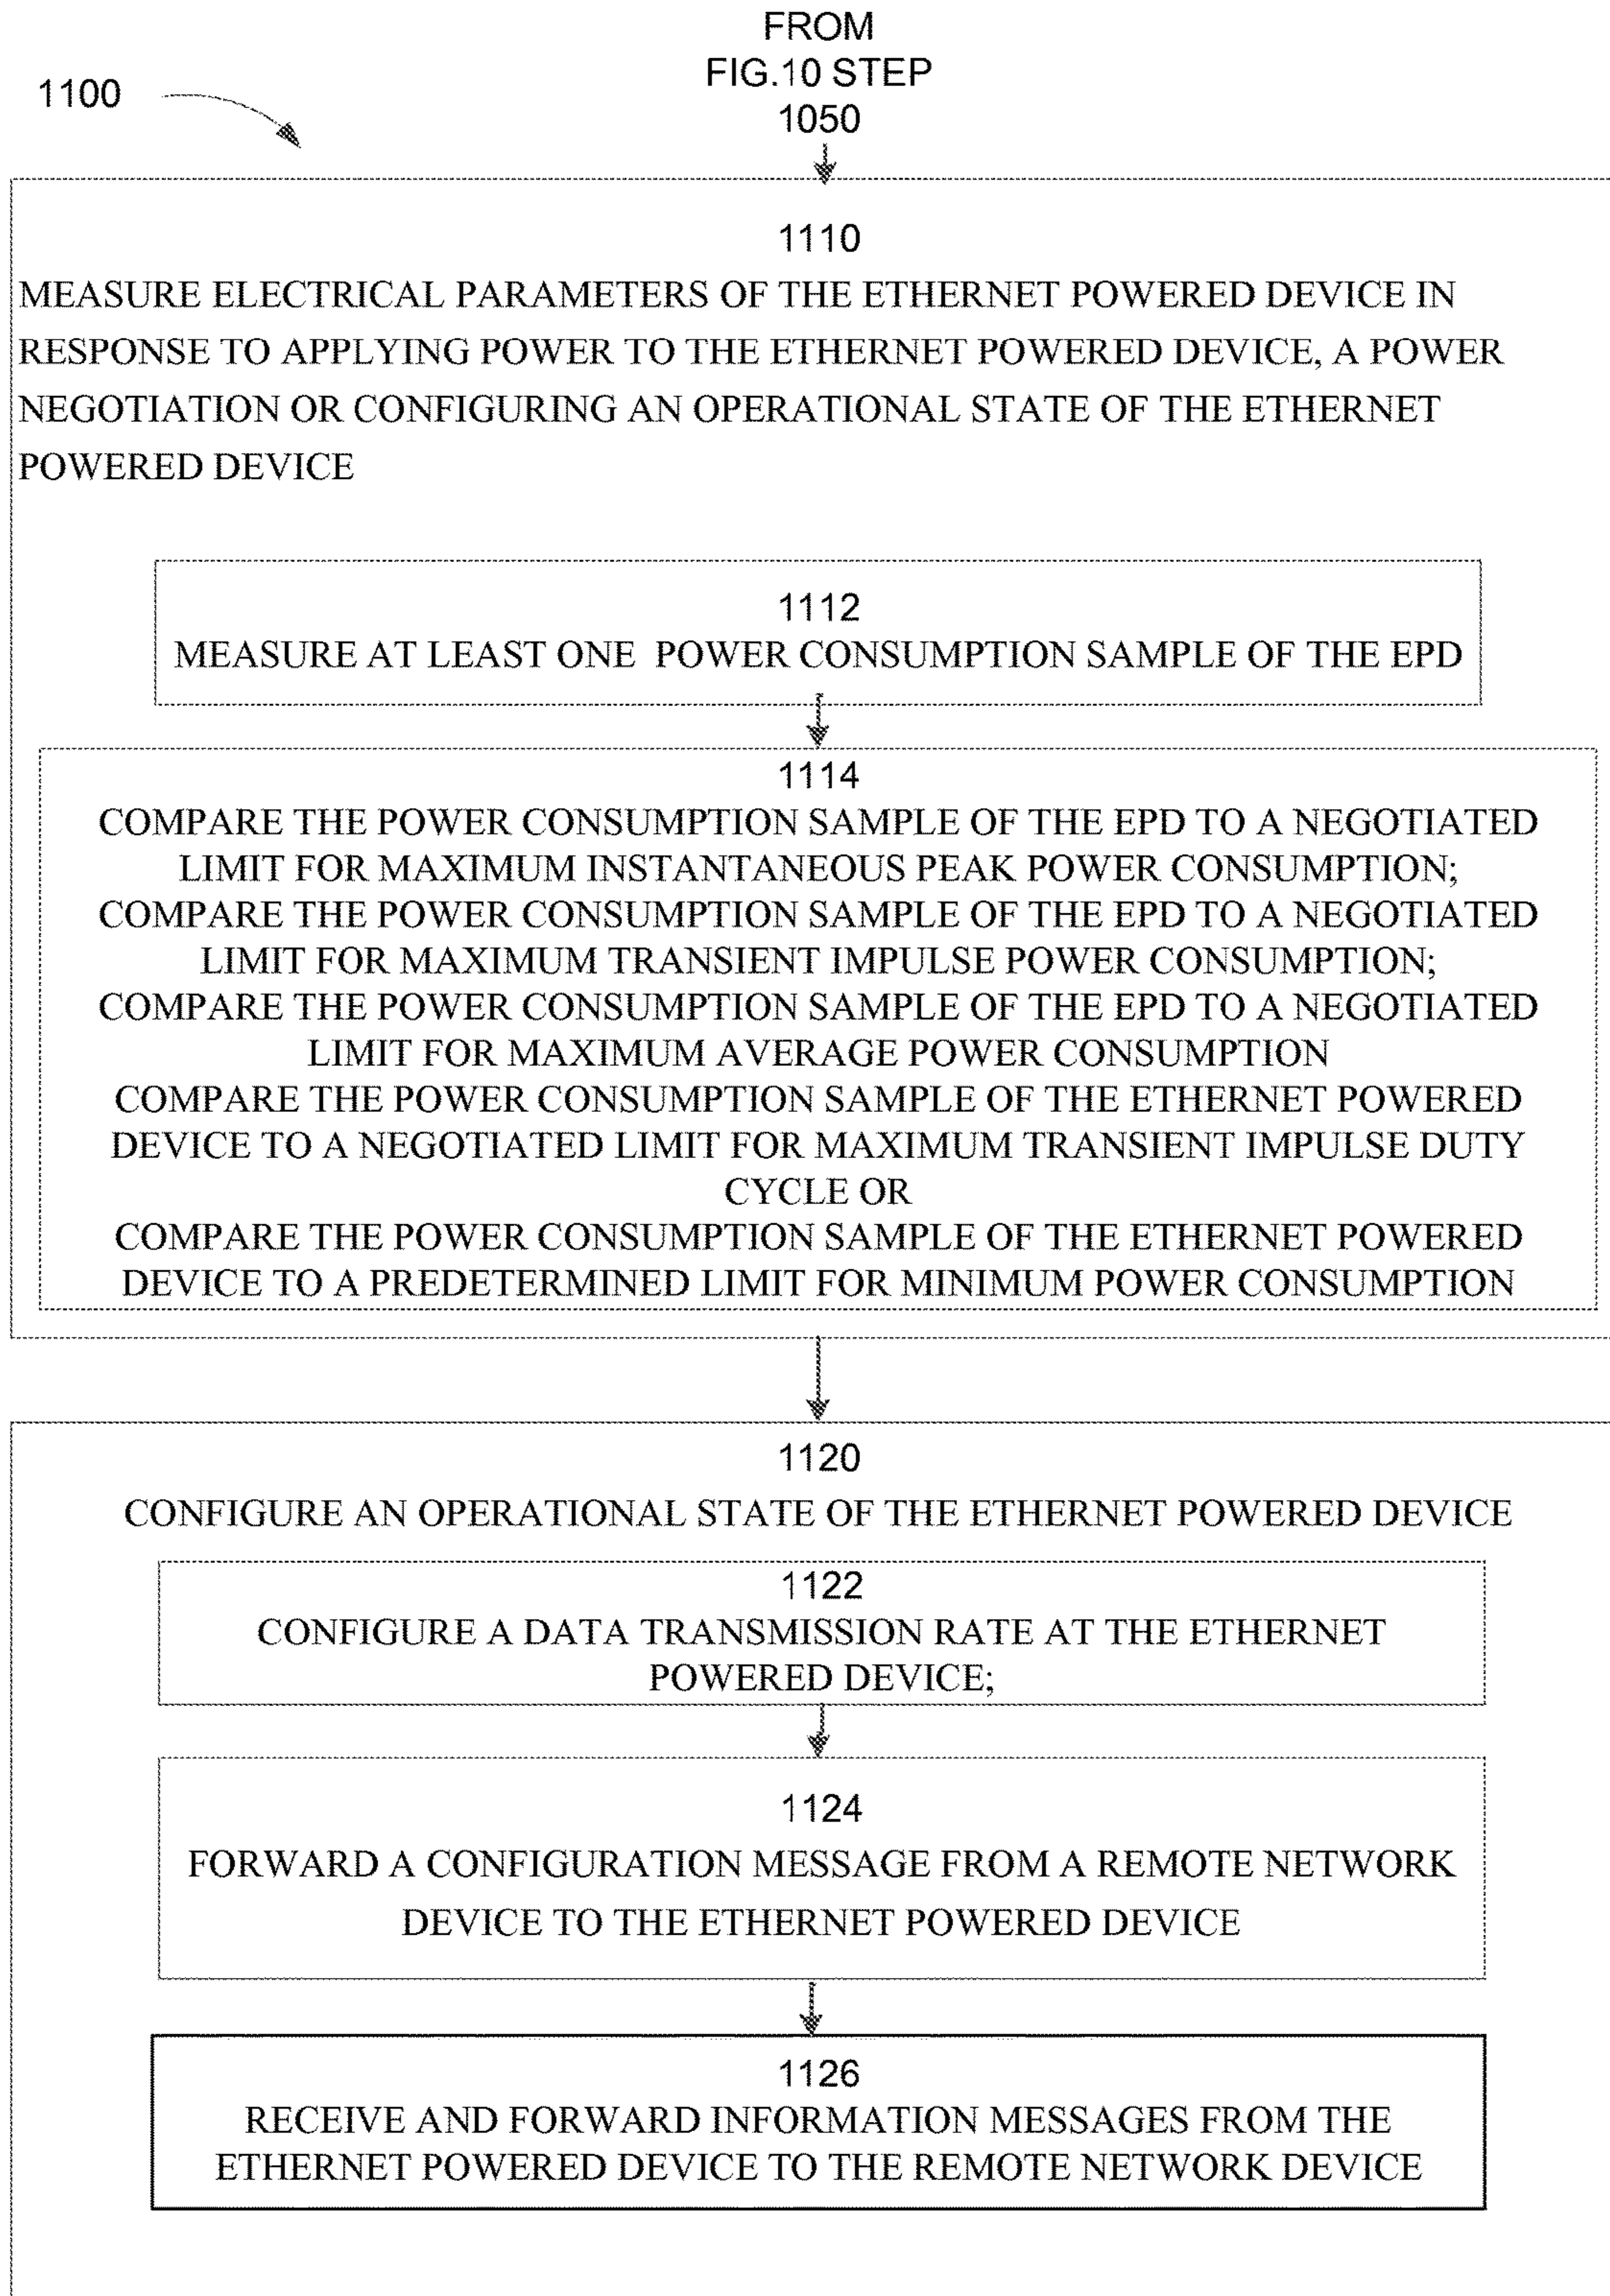 FROM
FIG.10 STEP
1050
1100
1110
MEASURE ELECTRICAL PARAMETERS OF THE ETHERNET POWERED DEVICE IN
RESPONSE TO APPLYING POWER TO THE ETHERNET POWERED DEVICE, A POWER
NEGOTIATION OR CONFIGURING AN OPERATIONAL STATE OF THE ETHERNET
POWERED DEVICE
1112
MEASURE AT LEAST ONE POWER CONSUMPTION SAMPLE OF THE EPD
1114
COMPARE THE POWER CONSUMPTION SAMPLE OF THE EPD TO A NEGOTIATED
LIMIT FOR MAXIMUM INSTANTANEOUS PEAK POWER CONSUMPTION;
COMPARE THE POWER CONSUMPTION SAMPLE OF THE EPD TO A NEGOTIATED
LIMIT FOR MAXIMUM TRANSIENT IMPULSE POWER CONSUMPTION;
COMPARE THE POWER CONSUMPTION SAMPLE OF THE EPD TO A NEGOTIATED
LIMIT FOR MAXIMUM AVERAGE POWER CONSUMPTION
COMPARE THE POWER CONSUMPTION SAMPLE OF THE ETHERNET POWERED
DEVICE TO A NEGOTIATED LIMIT FOR MAXIMUM TRANSIENT IMPULSE DUTY
CYCLE OR
COMPARE THE POWER CONSUMPTION SAMPLE OF THE ETHERNET POWERED
DEVICE TO A PREDETERMINED LIMIT FOR MINIMUM POWER CONSUMPTION
1120
CONFIGURE AN OPERATIONAL STATE OF THE ETHERNET POWERED DEVICE
1122
CONFIGURE A DATA TRANSMISSION RATE AT THE ETHERNET
POWERED DEVICE;
1124
FORWARD A CONFIGURATION MESSAGE FROM A REMOTE NETWORK
DEVICE TO THE ETHERNET POWERED DEVICE
1126
RECEIVE AND FORWARD INFORMATION MESSAGES FROM THE
ETHERNET POWERED DEVICE TO THE REMOTE NETWORK DEVICE